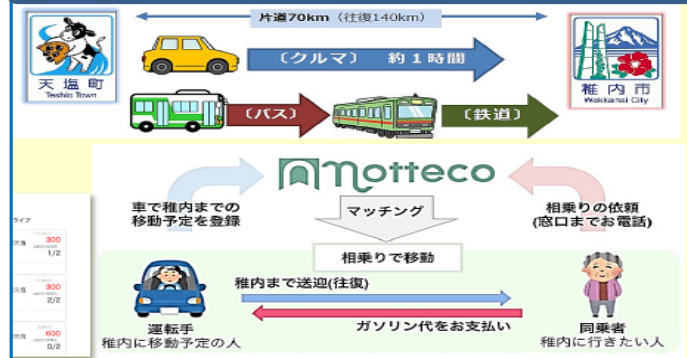 片道70km（往復140km）
天塩町
Teshio Town
〔クルマ〕 約１時間
稚内市
Wakkanai City
〔バス〕
〔鉄道〕
notteco
車で稚内までの
移動予定を登録
マッチング
相乗りの依頼
(窓口までお電話)
相乗りで移動
ライブ
300
1/2
300
2/2
600
0/2
稚内まで送迎(往復)
ガソリン代をお支払い
運転手
稚内に移動予定の人
同乗者
稚内に行きたい人